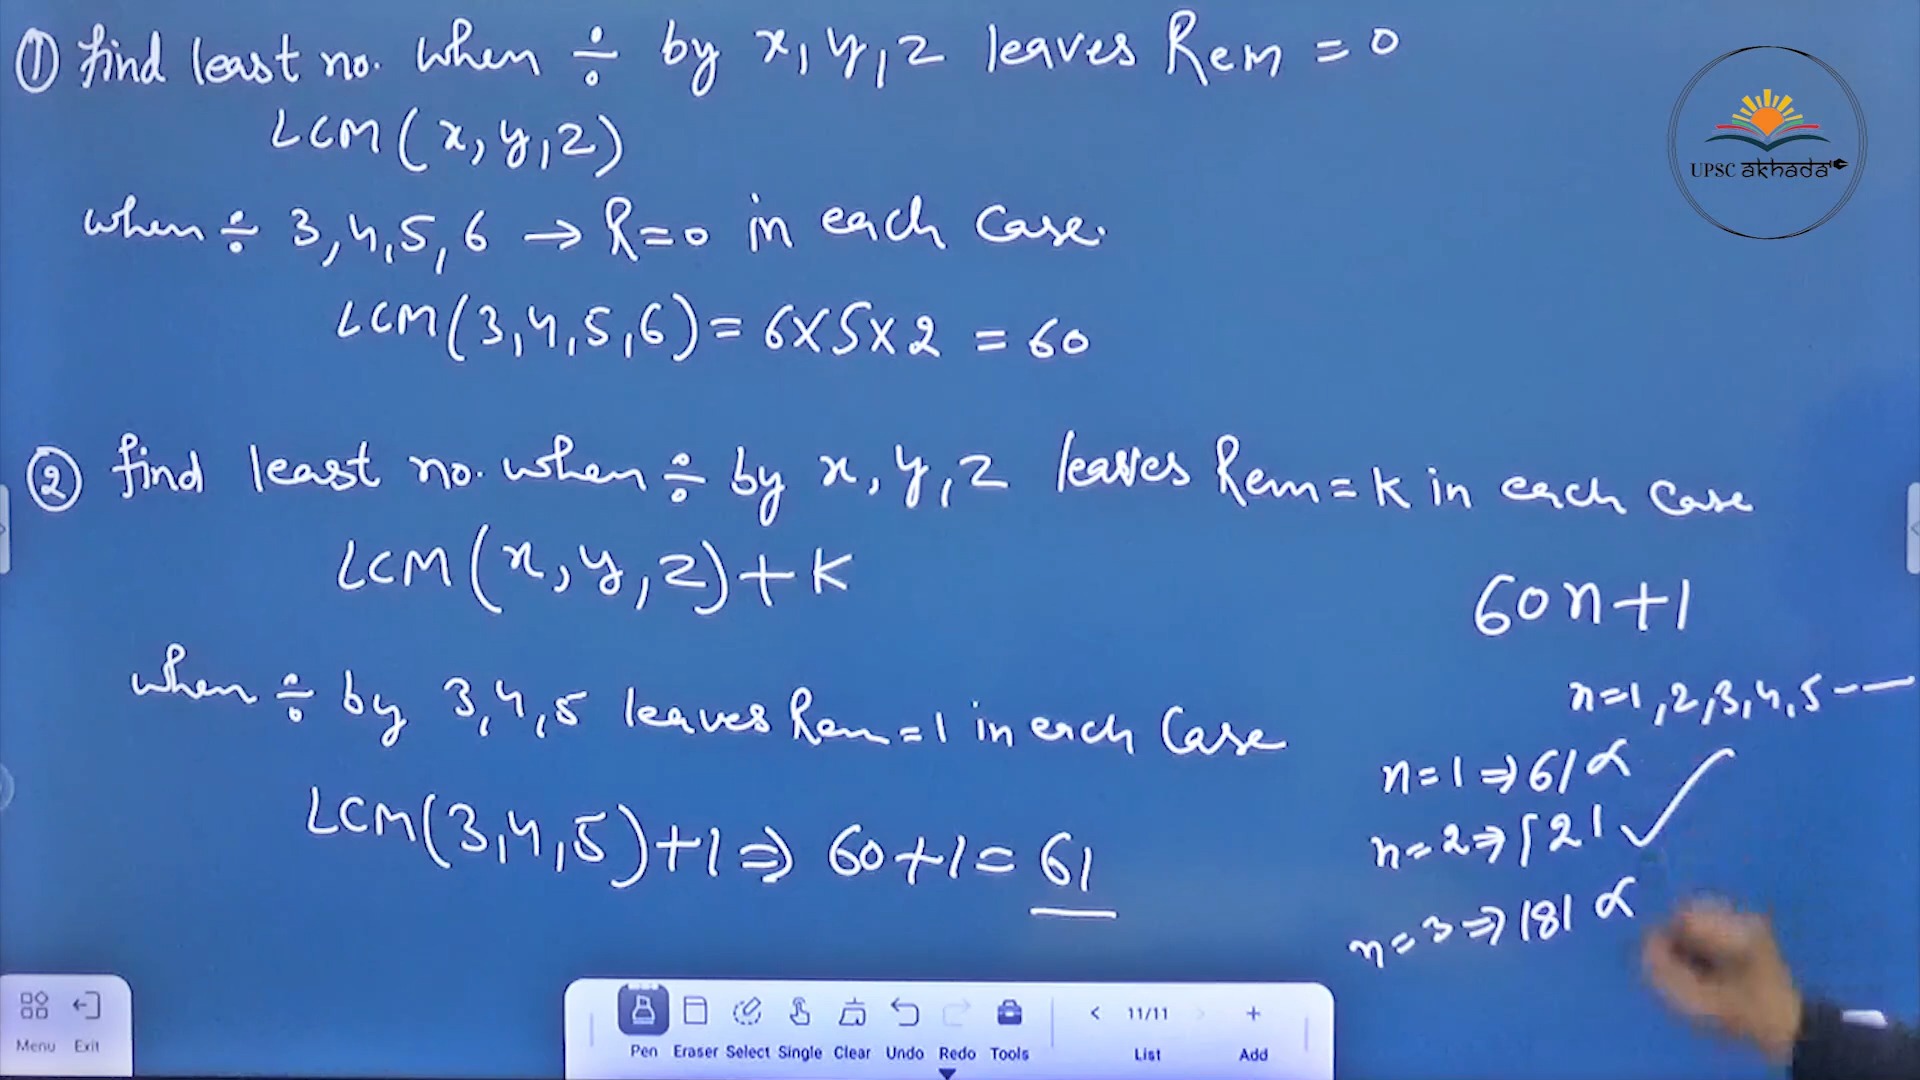 ① find least no. when ÷ by x, y, z leaves Rem = 0
LCM (x, y, z)
when ÷ 3, 4, 5, 6 → R=0 in each case.
LCM(3,4,5,6) = 6X5X2 = 60
② find least no. when ÷ by x, y, z leaves Rem = K in each case
LCM(x, y, z)+K
when ÷ by 3,4,5 leaves Rem=1 in each Case
LCM(3,4,5)+1 ⇒ 60+1 = 61
60n+1
n=1,2,3,4,5---
n=1 ⇒ 61 α
n=2 ⇒ 121 ✓
n=3 ⇒ 181 α
UPSC akhada
Menu Exit
Pen Eraser Select Single Clear Undo Redo Tools
< 11/11 > +
List Add